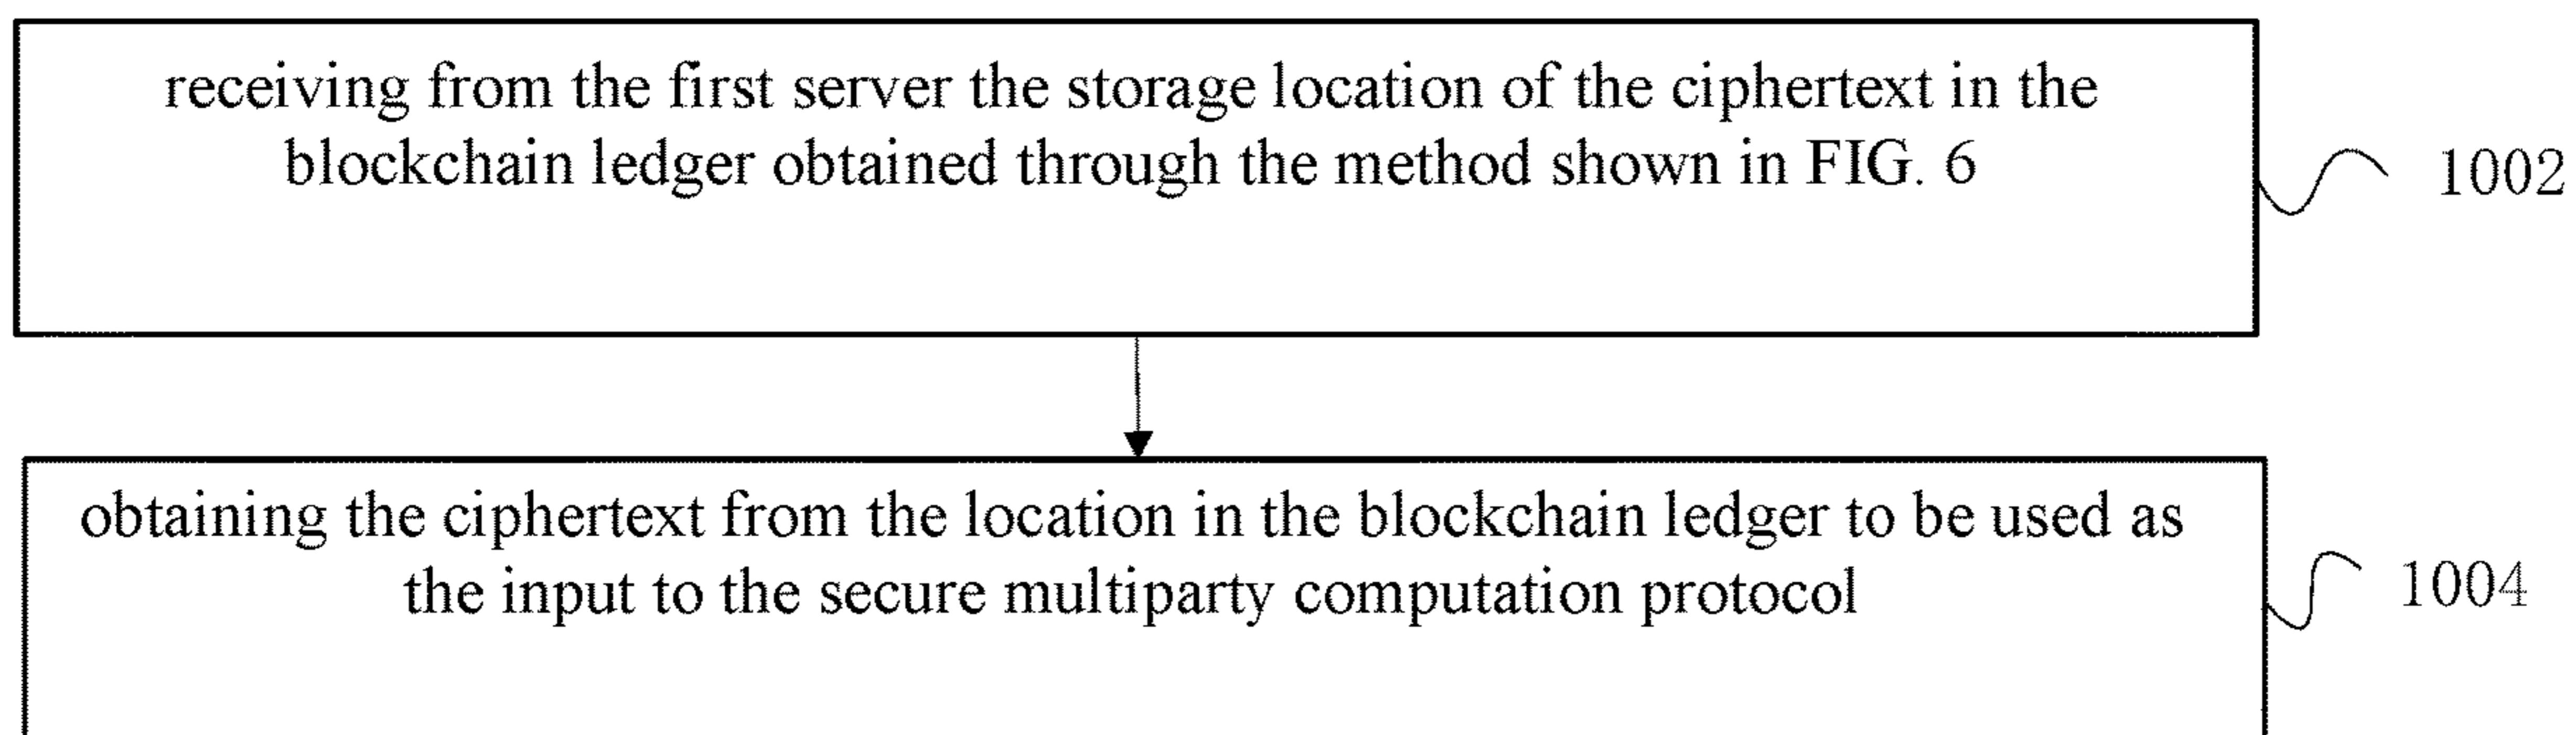 receiving from the first server the storage location of the ciphertext in the
blockchain ledger obtained through the method shown in FIG. 6
1002
obtaining the ciphertext from the location in the blockchain ledger to be used as
the input to the secure multiparty computation protocol
1004